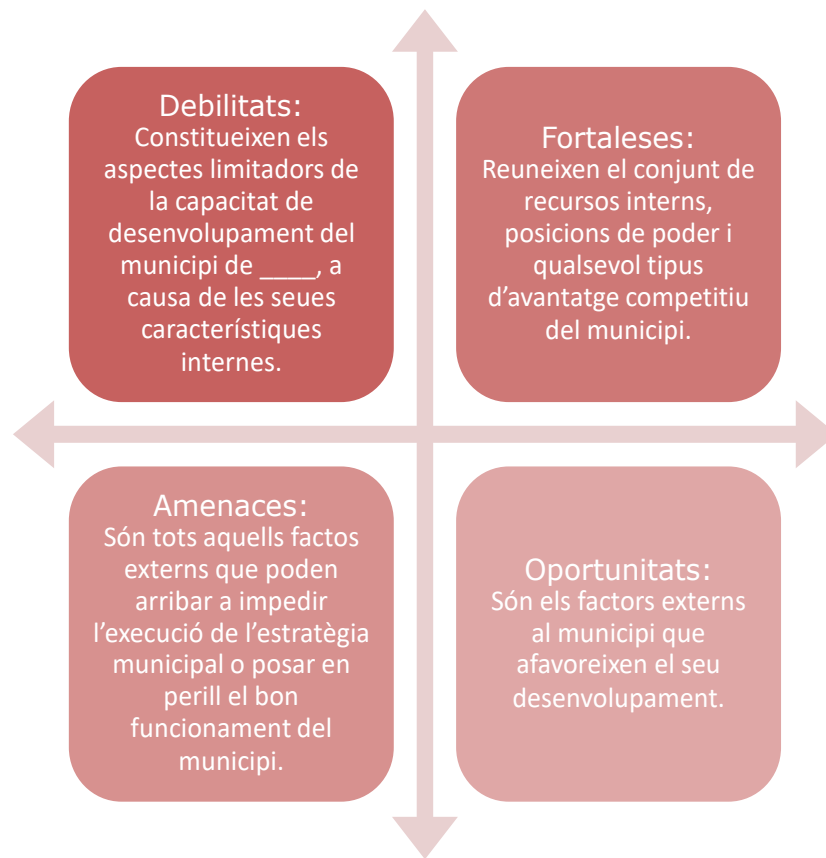 Debilitats:
Constitueixen els
aspectes limitadors de
la capacitat de
desenvolupament del
municipi de ____, a
causa de les seues
característiques
internes.
Fortaleses:
Reuneixen el conjunt de
recursos interns,
posicions de poder i
qualsevol tipus
d’avantatge competitiu
del municipi.
Amenaces:
Són tots aquells factos
externs que poden
arribar a impedir
l’execució de l’estratègia
municipal o posar en
perill el bon
funcionament del
municipi.
Oportunitats:
Són els factors externs
al municipi que
afavoreixen el seu
desenvolupament.